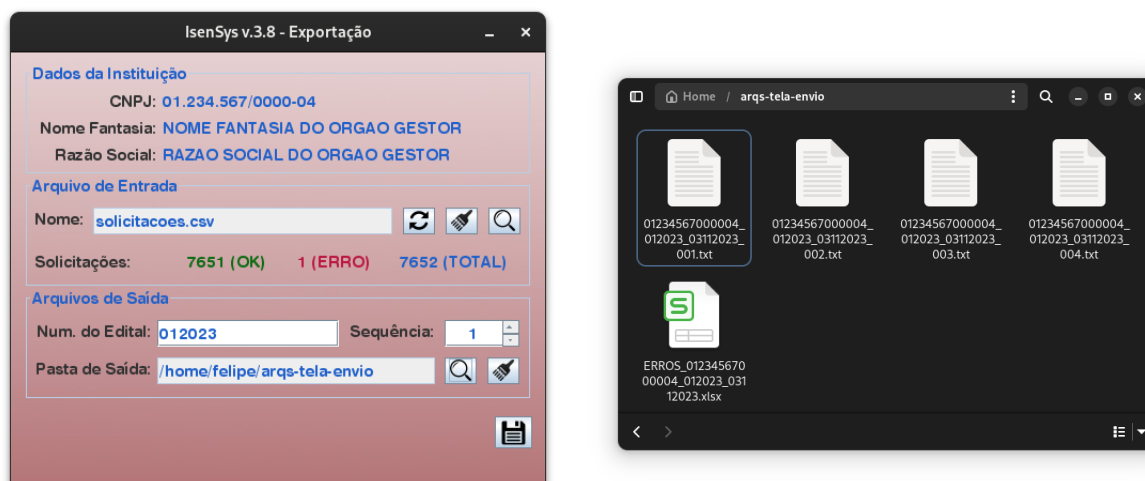 IsenSys v.3.8 - Exportação
Dados da Instituição
CNPJ: 01.234.567/0000-04
Nome Fantasia: NOME FANTASIA DO ORGAO GESTOR
Razão Social: RAZAO SOCIAL DO ORGAO GESTOR
Arquivo de Entrada
Nome: solicitacoes.csv
Solicitações: 7651 (OK) 1 (ERRO) 7652 (TOTAL)
Arquivos de Saída
Num. do Edital: 012023 Sequência: 1
Pasta de Saída: /home/felipe/arqs-tela-envio
Home / arqs-tela-envio
01234567000004_
012023_03112023_
001.txt
01234567000004_
012023_03112023_
002.txt
01234567000004_
012023_03112023_
003.txt
01234567000004_
012023_03112023_
004.txt
ERROS_012345670
00004_012023_031
12023.xlsx